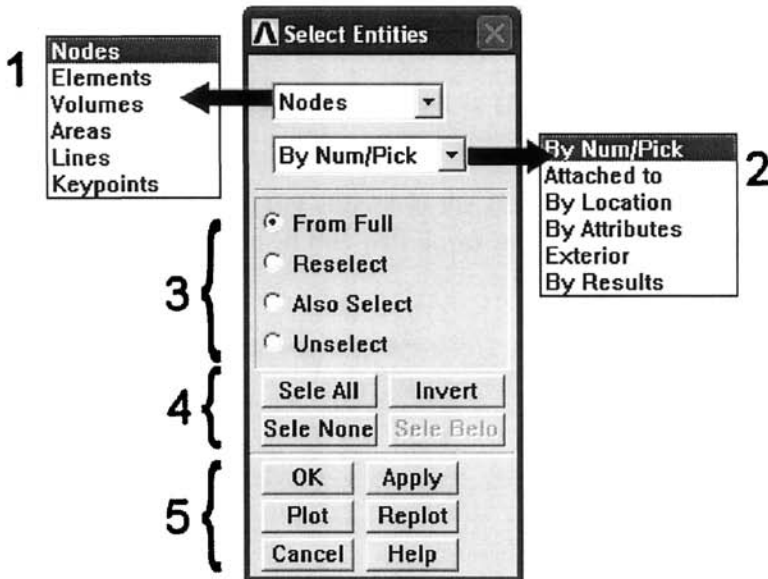 Select Entities
1
Nodes
Elements
Volumes
Areas
Lines
Keypoints
Nodes
By Num/Pick
2
By Num/Pick
Attached to
By Location
By Attributes
Exterior
By Results
3
From Full
Reselect
Also Select
Unselect
4
Sele All Invert
Sele None Sele Belo
5
OK Apply
Plot Replot
Cancel Help